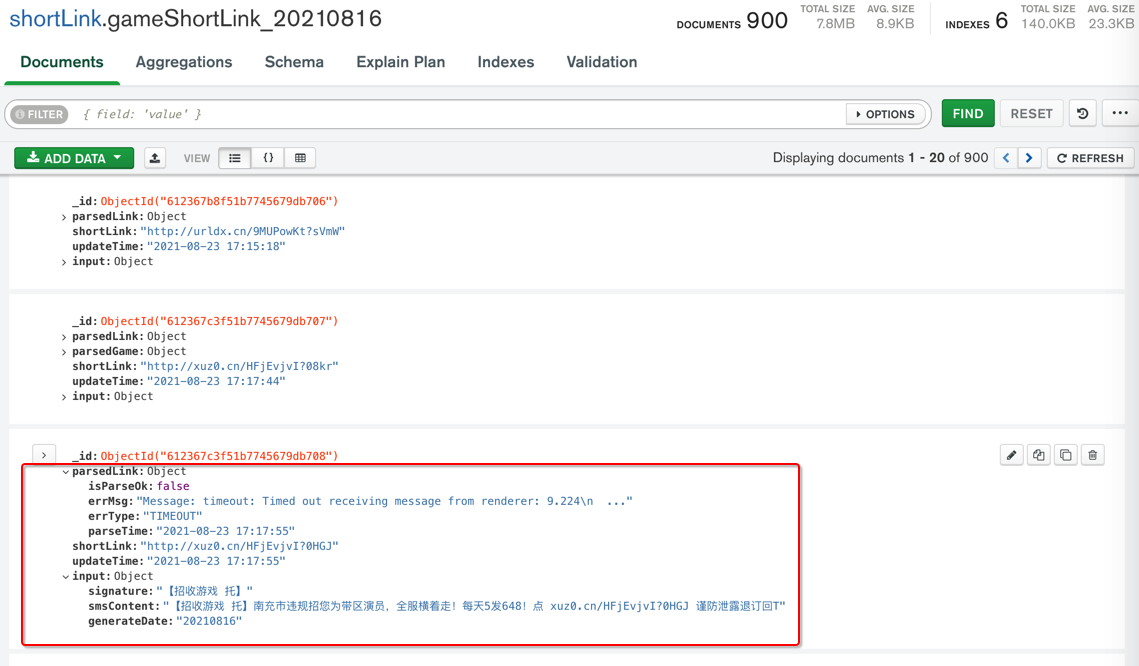 shortLink.gameShortLink_20210816
DOCUMENTS 900 TOTAL SIZE 7.8MB AVG. SIZE 8.9KB INDEXES 6 TOTAL SIZE 140.0KB AVG. SIZE 23.3KB
Documents Aggregations Schema Explain Plan Indexes Validation
FILTER { field: 'value' } OPTIONS FIND RESET ...
ADD DATA VIEW {} Displaying documents 1 - 20 of 900 < > REFRESH
_id: ObjectId("612367b8f51b7745679db706")
> parsedLink: Object
shortLink: "http://urldx.cn/9MUPowKt?sVmW"
updateTime: "2021-08-23 17:15:18"
> input: Object
_id: ObjectId("612367c3f51b7745679db707")
> parsedLink: Object
> parsedGame: Object
shortLink: "http://xuz0.cn/HFjEvjvI?08kr"
updateTime: "2021-08-23 17:17:44"
> input: Object
> _id: ObjectId("612367c3f51b7745679db708")
parsedLink: Object
isParseOk: false
errMsg: "Message: timeout: Timed out receiving message from renderer: 9.224\n ..."
errType: "TIMEOUT"
parseTime: "2021-08-23 17:17:55"
shortLink: "http://xuz0.cn/HFjEvjvI?0HGJ"
updateTime: "2021-08-23 17:17:55"
input: Object
signature: "【招收游戏 托】"
smsContent: "【招收游戏 托】南充市违规招您为带区演员，全服横着走！每天5发648！点 xuz0.cn/HFjEvjvI?0HGJ 谨防泄露退订回T"
generateDate: "20210816"